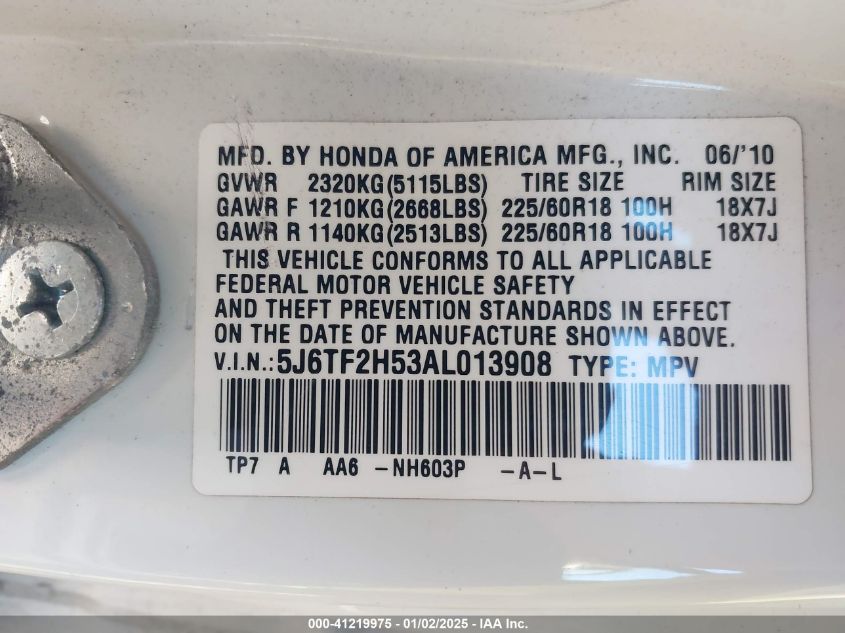 MFD. BY HONDA OF AMERICA MFG., INC. 06/'10
GVWR 2320KG(5115LBS) TIRE SIZE RIM SIZE
GAWR F 1210KG(2668LBS) 225/60R18 100H 18X7J
GAWR R 1140KG(2513LBS) 225/60R18 100H 18X7J
THIS VEHICLE CONFORMS TO ALL APPLICABLE
FEDERAL MOTOR VEHICLE SAFETY
AND THEFT PREVENTION STANDARDS IN EFFECT
ON THE DATE OF MANUFACTURE SHOWN ABOVE.
V.I.N.: 5J6TF2H53AL013908 TYPE: MPV
TP7 A AA6 -NH603P -A-L
000-41219975 - 01/02/2025 - IAA Inc.